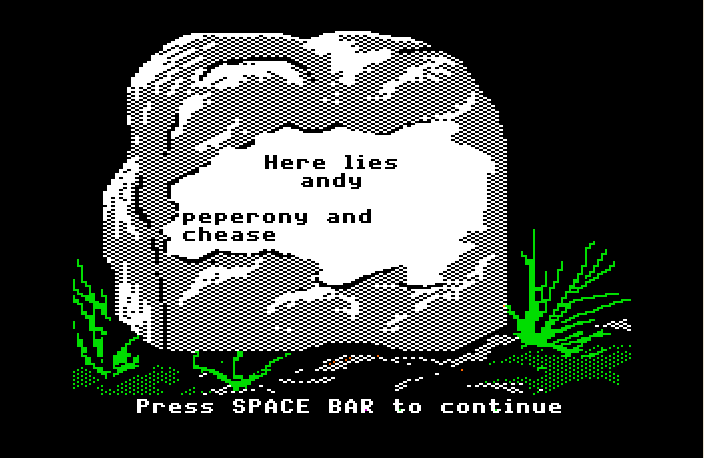 Here lies
andy
peperony and
chease
Press SPACE BAR to continue